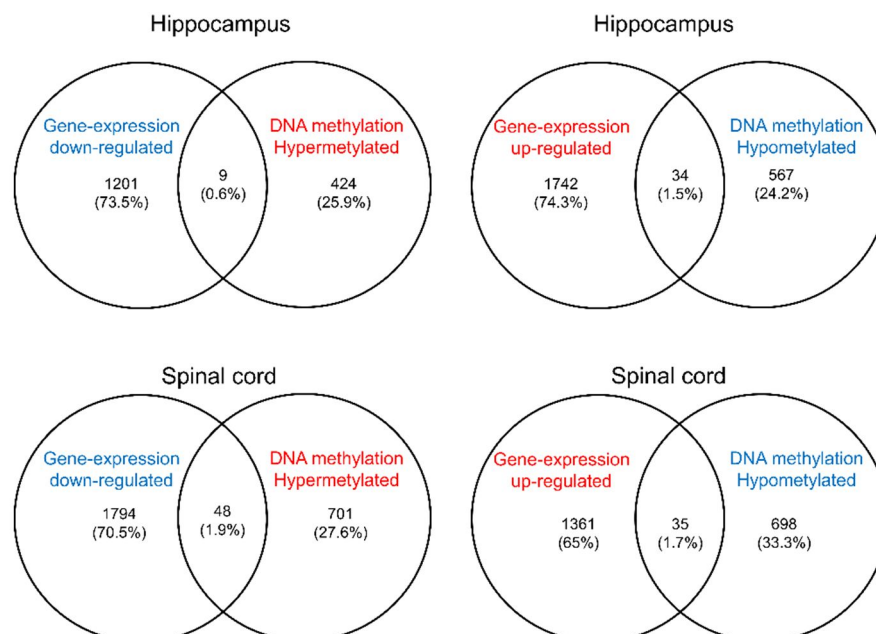 Hippocampus
Gene-expression
down-regulated
1201
(73.5%)
9
(0.6%)
DNA methylation
Hypermetylated
424
(25.9%)
Hippocampus
Gene-expression
up-regulated
1742
(74.3%)
34
(1.5%)
DNA methylation
Hypometylated
567
(24.2%)
Spinal cord
Gene-expression
down-regulated
1794
(70.5%)
48
(1.9%)
DNA methylation
Hypermetylated
701
(27.6%)
Spinal cord
Gene-expression
up-regulated
1361
(65%)
35
(1.7%)
DNA methylation
Hypometylated
698
(33.3%)